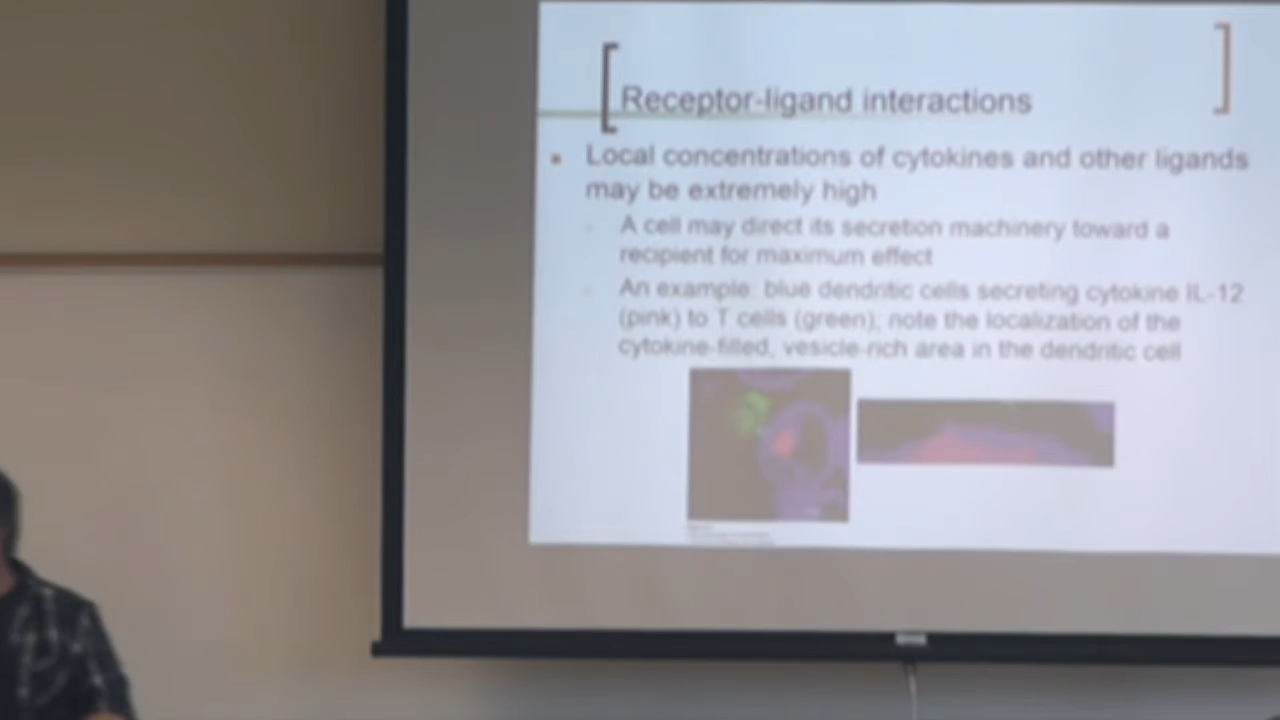 Receptor-ligand interactions
Local concentrations of cytokines and other ligands
may be extremely high
A cell may direct its secretion machinery toward a
recipient for maximum effect
An example: blue dendritic cells secreting cytokine IL-12
(pink) to T cells (green); note the localization of the
cytokine-filled, vesicle-rich area in the dendritic cell